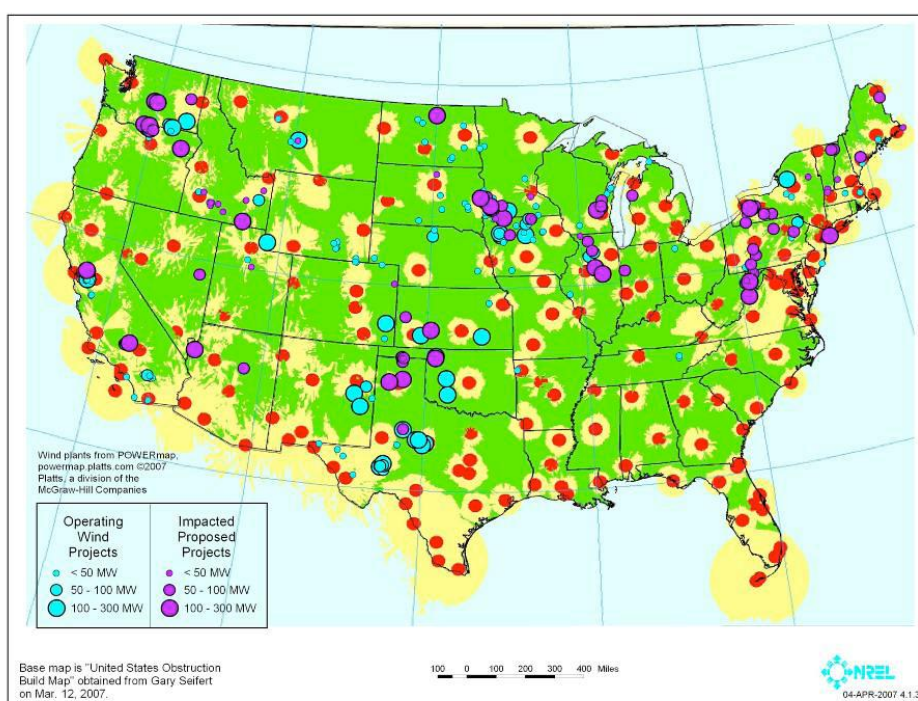 Wind plants from POWERmap,
powermap.platts.com ©2007
Platts, a division of the
McGraw-Hill Companies
Operating Wind Projects
Impacted Proposed Projects
< 50 MW
< 50 MW
50 - 100 MW
50 - 100 MW
100 - 300 MW
100 - 300 MW
Base map is "United States Obstruction
Build Map" obtained from Gary Seifert
on Mar. 12, 2007.
100 0 100 200 300 400 Miles
NREL
04-APR-2007 4.1.3